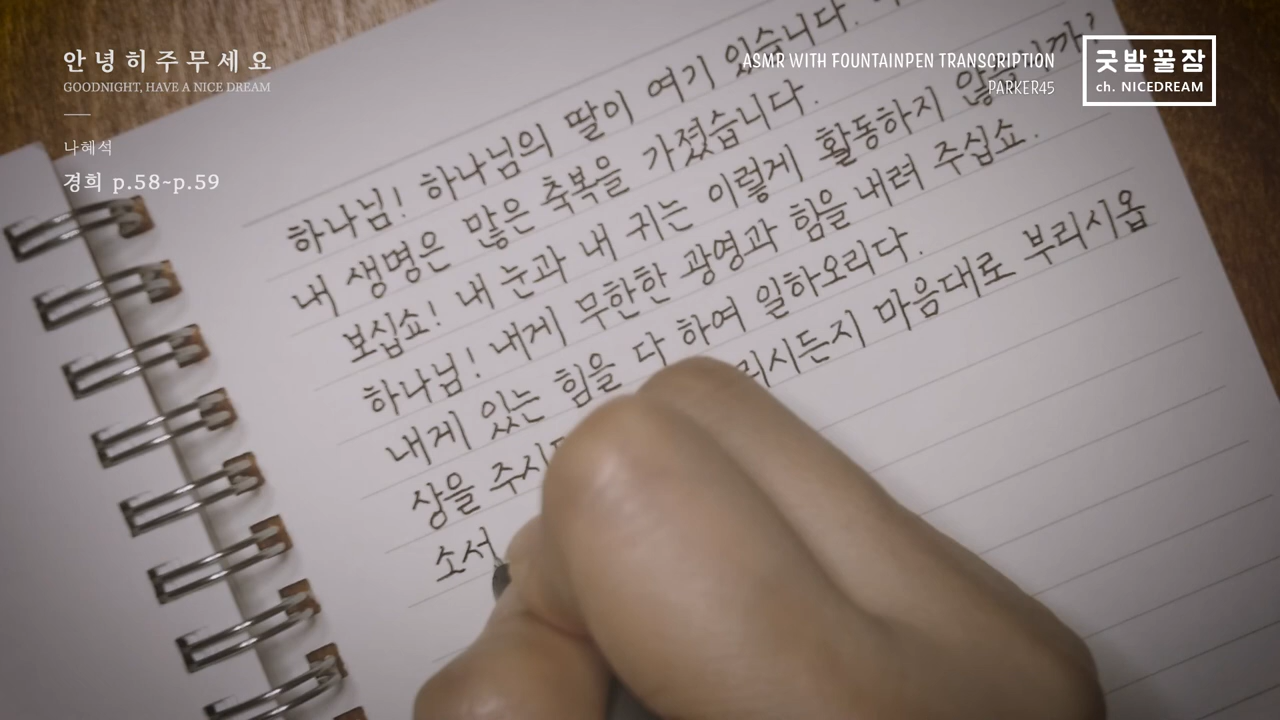 안녕히주무세요
GOODNIGHT, HAVE A NICE DREAM
나혜석
경희 p.58~p.59
ASMR WITH FOUNTAINPEN TRANSCRIPTION
PARKER45
굿밤꿀잠
ch. NICEDREAM
하나님! 하나님의 딸이 여기 있습니다.
내 생명은 많은 축복을 가졌습니다.
보십쇼! 내 눈과 내 귀는 이렇게 활동하지 않습니까?
하나님! 내게 무한한 광영과 힘을 내려 주십쇼.
내게 있는 힘을 다 하여 일하오리다.
상을 주시 리시든지 마음대로 부리시옵
소서